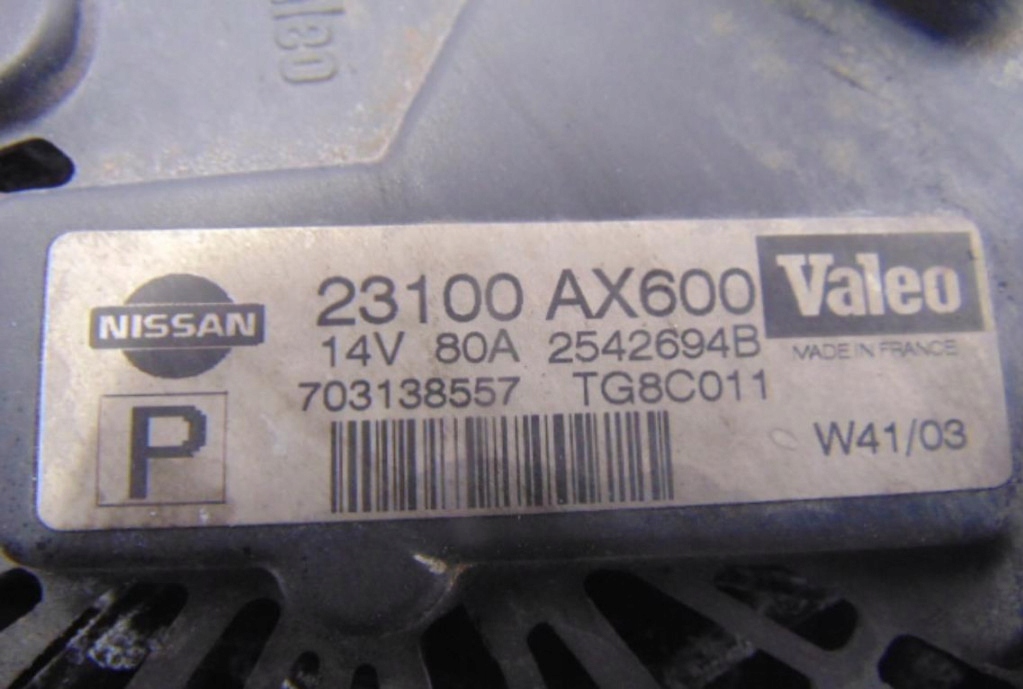 NISSAN
23100 AX600
Valeo
14V 80A 2542694B
MADE IN FRANCE
703138557 TG8C011
P
W41/03